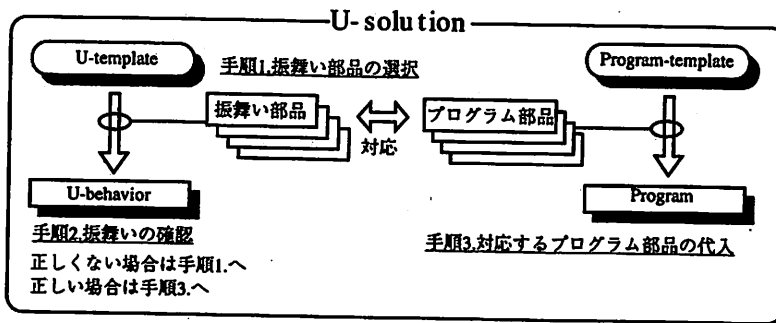 U-solution
U-template
手順1.振舞い部品の選択
Program-template
振舞い部品
対応
プログラム部品
U-behavior
Program
手順2.振舞いの確認
正しくない場合は手順1.へ
正しい場合は手順3.へ
手順3.対応するプログラム部品の代入